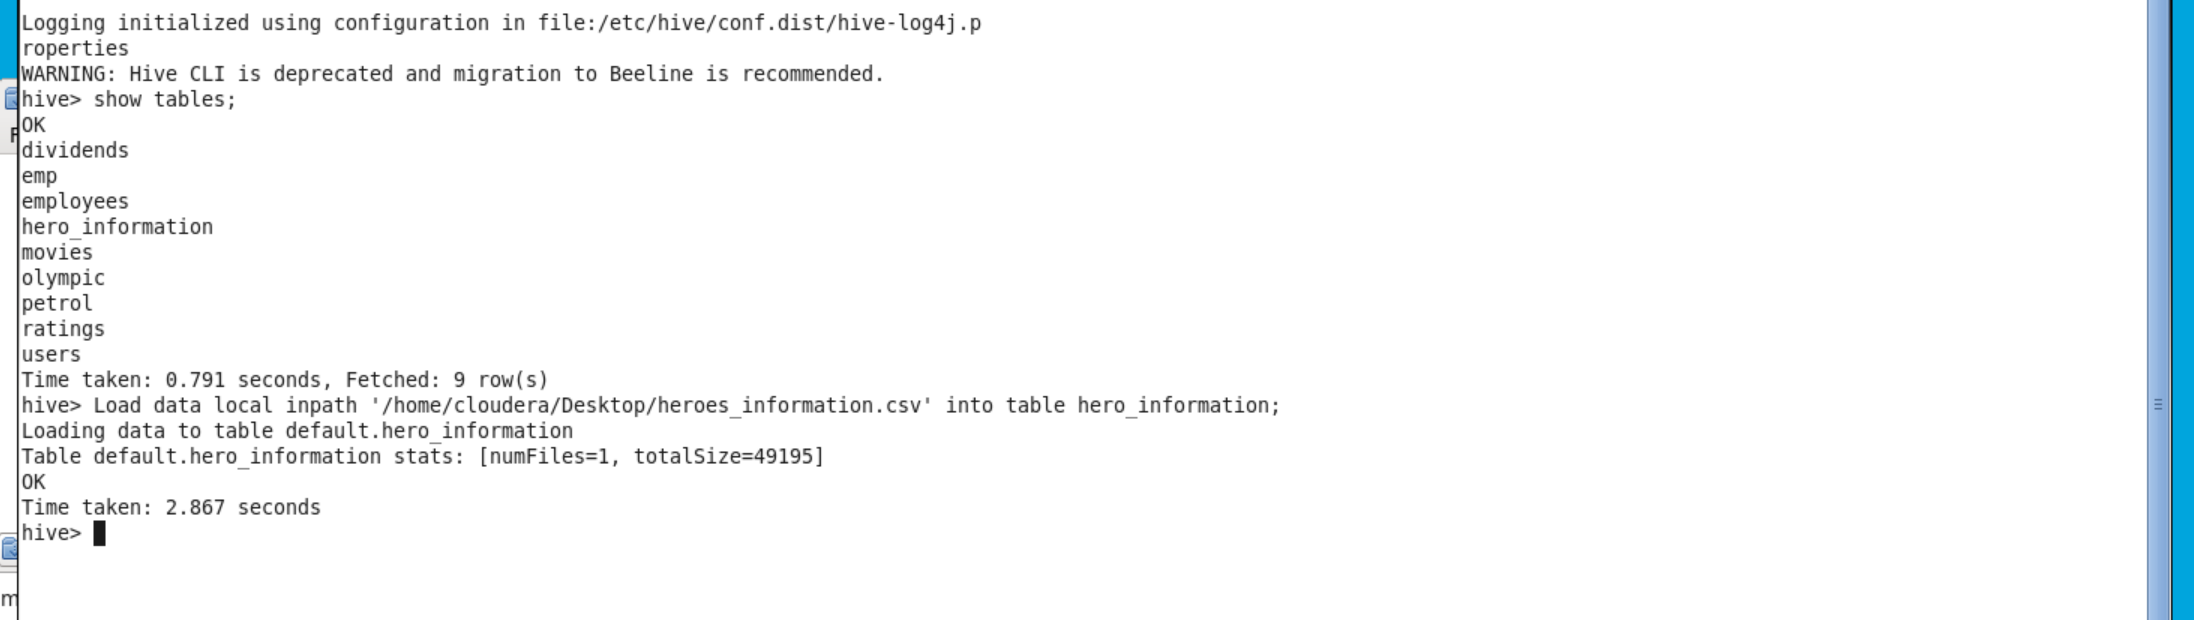 Logging initialized using configuration in file:/etc/hive/conf.dist/hive-log4j.p
roperties
WARNING: Hive CLI is deprecated and migration to Beeline is recommended.
hive> show tables;
OK
dividends
emp
employees
hero_information
movies
olympic
petrol
ratings
users
Time taken: 0.791 seconds, Fetched: 9 row(s)
hive> Load data local inpath '/home/cloudera/Desktop/heroes_information.csv' into table hero_information;
Loading data to table default.hero_information
Table default.hero_information stats: [numFiles=1, totalSize=49195]
OK
Time taken: 2.867 seconds
hive>